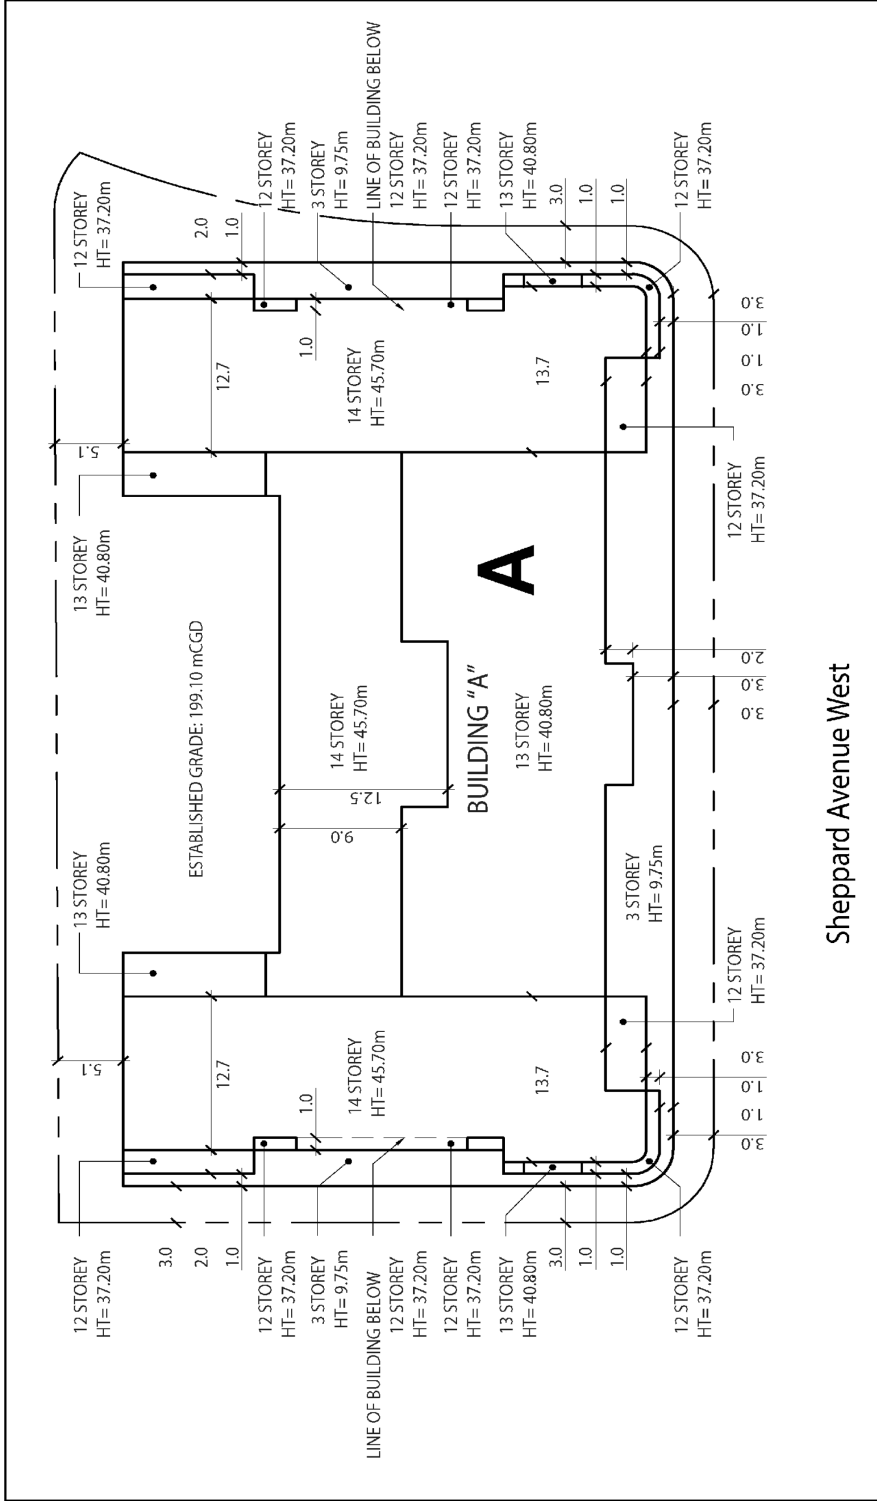 12 STOREY
HT= 37.20m
5.1
13 STOREY
HT= 40.80m
13 STOREY
HT= 40.80m
5.1
12 STOREY
HT= 37.20m
3.0
2.0
1.0
12.7
ESTABLISHED GRADE: 199.10 mCGD
12.7
2.0
1.0
12 STOREY
HT= 37.20m
12 STOREY
HT= 37.20m
3 STOREY
HT= 9.75m
1.0
1.0
3 STOREY
HT= 9.75m
14 STOREY
HT= 45.70m
9.0
12.5
14 STOREY
HT= 45.70m
14 STOREY
HT= 45.70m
LINE OF BUILDING BELOW
LINE OF BUILDING BELOW
12 STOREY
HT= 37.20m
12 STOREY
HT= 37.20m
12 STOREY
HT= 37.20m
12 STOREY
HT= 37.20m
BUILDING “A”
A
13 STOREY
HT= 40.80m
13 STOREY
HT= 40.80m
13 STOREY
HT= 40.80m
13.7
13.7
3.0
1.0
1.0
3.0
1.0
1.0
3 STOREY
HT= 9.75m
12 STOREY
HT= 37.20m
12 STOREY
HT= 37.20m
12 STOREY
HT= 37.20m
12 STOREY
HT= 37.20m
3.0
1.0
1.0
3.0
3.0
3.0
2.0
3.0
1.0
1.0
3.0
Sheppard Avenue West